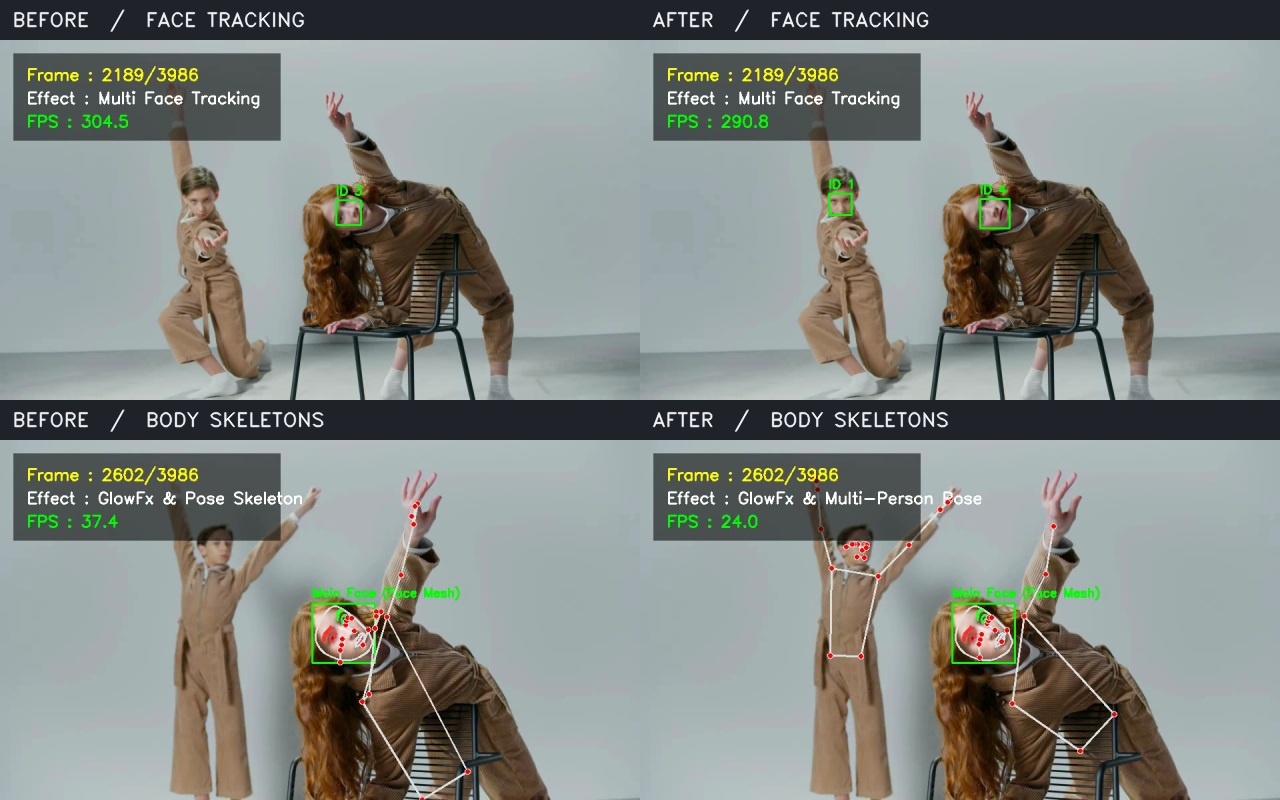 BEFORE / FACE TRACKING
Frame : 2189/3986
Effect : Multi Face Tracking
FPS : 304.5
ID 3
AFTER / FACE TRACKING
Frame : 2189/3986
Effect : Multi Face Tracking
FPS : 290.8
ID 1
ID 4
BEFORE / BODY SKELETONS
Frame : 2602/3986
Effect : GlowFx & Pose Skeleton
FPS : 37.4
Main Face (Face Mesh)
AFTER / BODY SKELETONS
Frame : 2602/3986
Effect : GlowFx & Multi-Person Pose
FPS : 24.0
Main Face (Face Mesh)